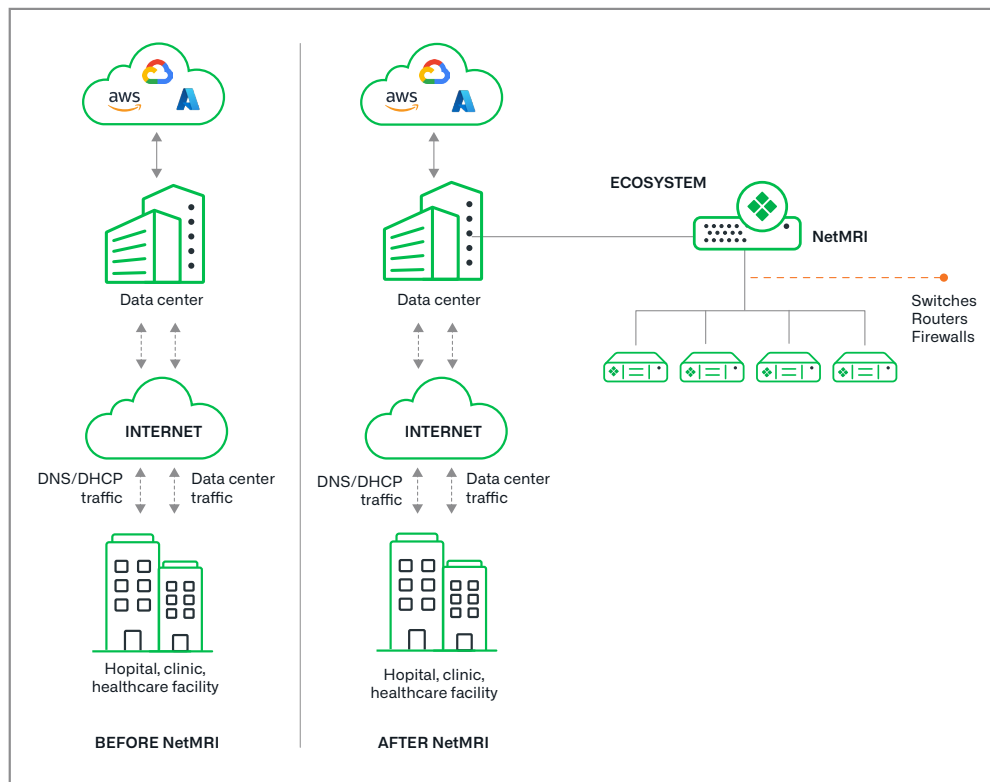 aws
Data center
INTERNET
DNS/DHCP
traffic
Data center
traffic
Hopital, clinic,
healthcare facility
BEFORE NetMRI
aws
Data center
INTERNET
DNS/DHCP
traffic
Data center
traffic
Hopital, clinic,
healthcare facility
AFTER NetMRI
ECOSYSTEM
NetMRI
Switches
Routers
Firewalls